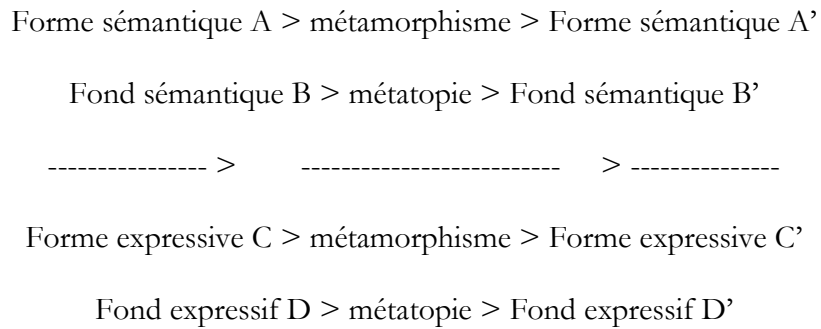 Forme sémantique A > métamorphisme > Forme sémantique A’
Fond sémantique B > métatopie > Fond sémantique B’
---------------- > -------------------------- > ---------------
Forme expressive C > métamorphisme > Forme expressive C’
Fond expressif D > métatopie > Fond expressif D’